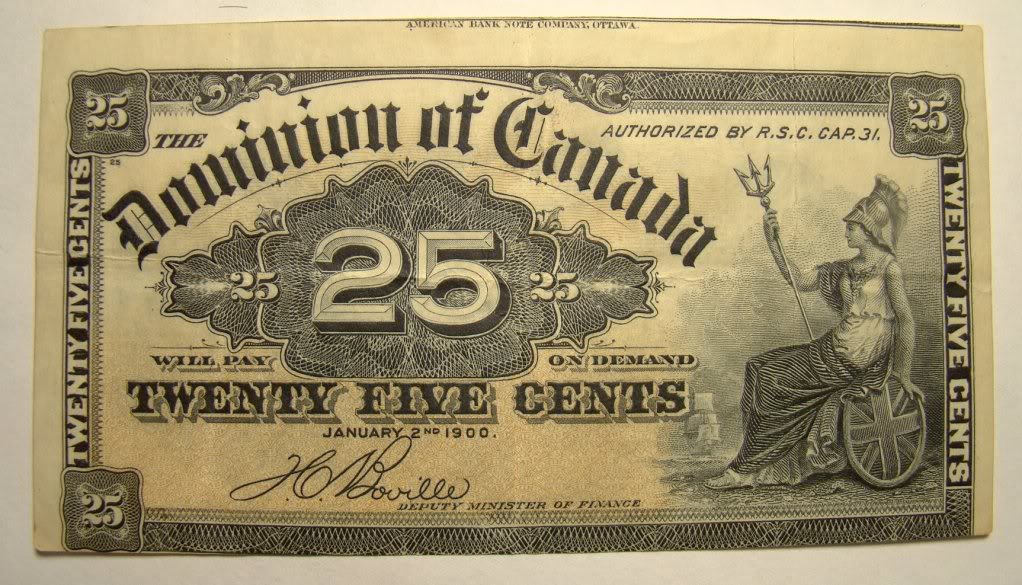 AMERICAN BANK NOTE COMPANY, OTTAWA.
25
25
THE
Dominion of Canada
AUTHORIZED BY R.S.C. CAP. 31.
25
TWENTY FIVE CENTS
TWENTY FIVE CENTS
25
25
25
WILL PAY ON DEMAND
TWENTY FIVE CENTS
JANUARY 2ND 1900.
H.C. Boville
DEPUTY MINISTER OF FINANCE
25